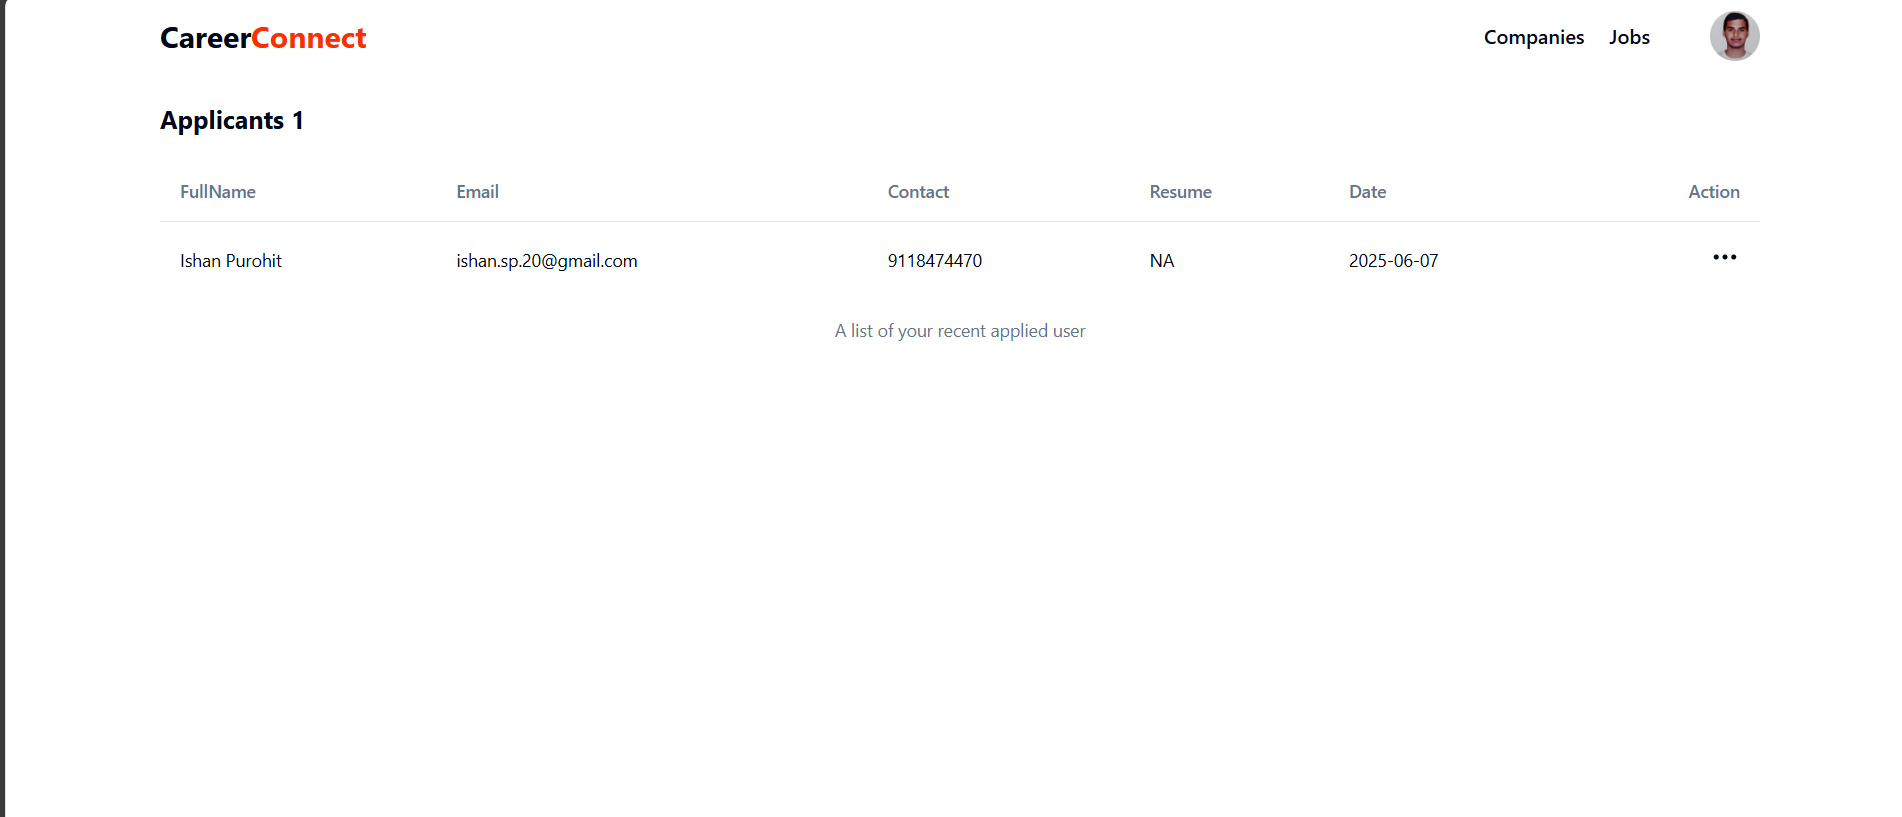 CareerConnect Companies Jobs
Applicants 1
FullName Email Contact Resume Date Action
Ishan Purohit ishan.sp.20@gmail.com 9118474470 NA 2025-06-07
A list of your recent applied user